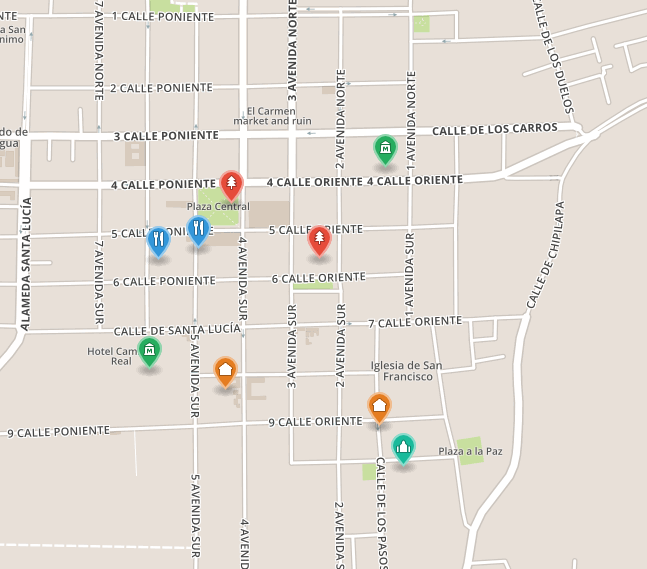 NTE
1 CALLE PONIENTE
a San
nimo
7 AVENIDA NORTE
3 AVENIDA NORTE
CALLE DE LOS DUELOS
2 CALLE PONIENTE
2 AVENIDA NORTE
1 AVENIDA NORTE
El Carmen
market and ruin
do de
gua
3 CALLE PONIENTE
CALLE DE LOS CARROS
4 CALLE PONIENTE
4 CALLE ORIENTE
4 CALLE ORIENTE
Plaza Central
ALAMEDA SANTA LUCÍA
CALLE DE CHIPILAPA
5 CALLE ORIENTE
7 AVENIDA SUR
4 AVENIDA SUR
1 AVENIDA SUR
6 CALLE PONIENTE
6 CALLE ORIENTE
CALLE DE SANTA LUCÍA
7 CALLE ORIENTE
Hotel Cam
Real
5 AVENIDA SUR
3 AVENIDA SUR
2 AVENIDA SUR
Iglesia de San
Francisco
9 CALLE PONIENTE
9 CALLE ORIENTE
Plaza a la Paz
5 AVENIDA SUR
4 AVENIDA
2 AVENIDA S
CALLE DE LOS PASOS